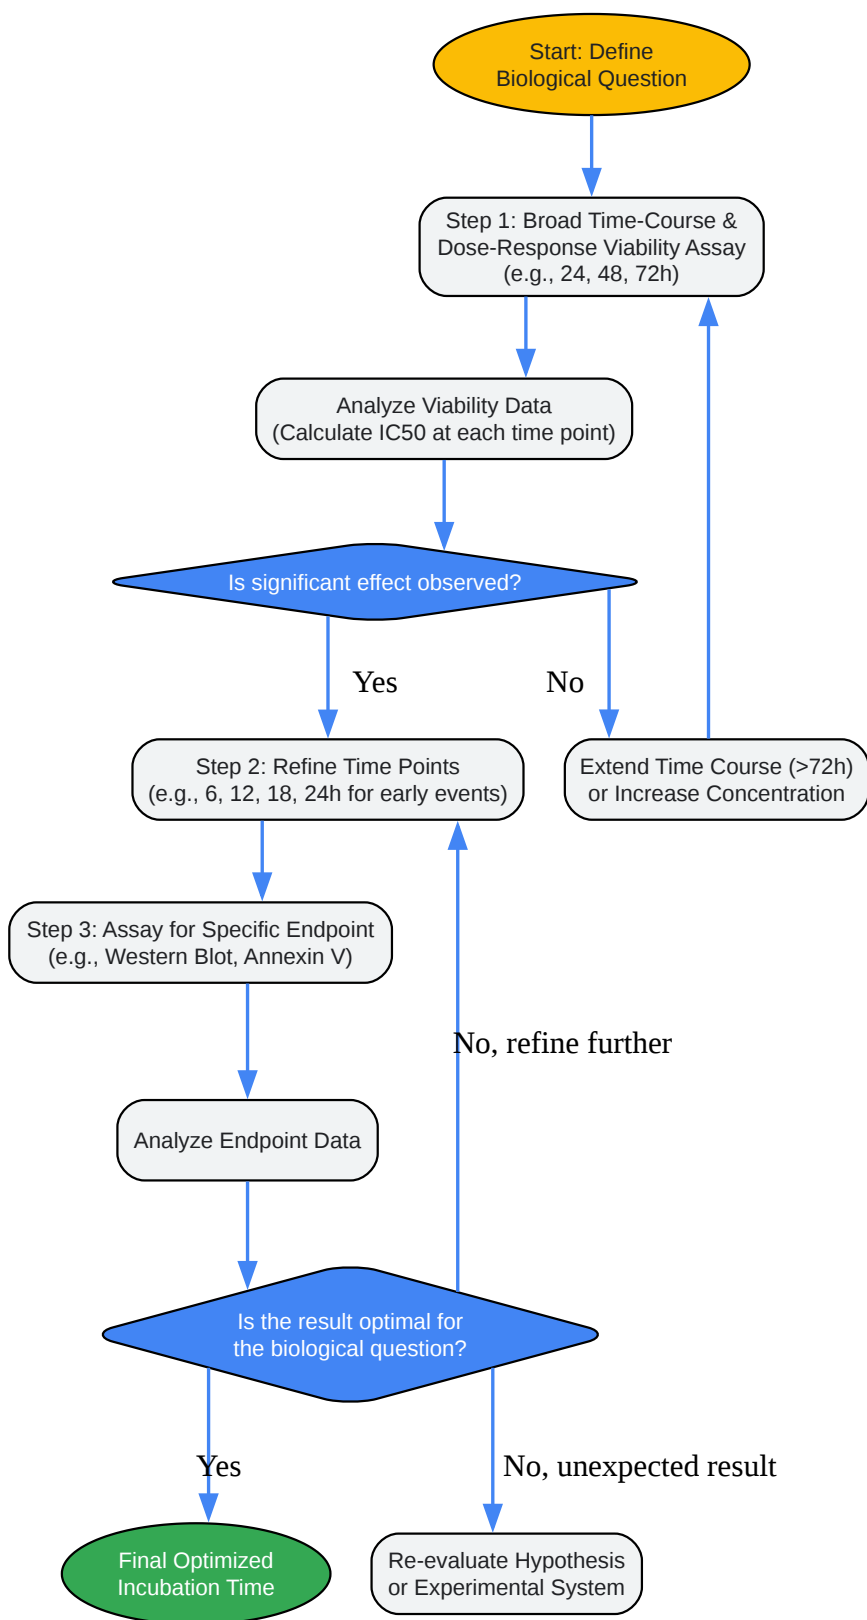 Start: Define
Biological Question
Step 1: Broad Time-Course &
Dose-Response Viability Assay
(e.g., 24, 48, 72h)
Analyze Viability Data
(Calculate IC50 at each time point)
Is significant effect observed?
Yes
No
Step 2: Refine Time Points
(e.g., 6, 12, 18, 24h for early events)
Extend Time Course (>72h)
or Increase Concentration
Step 3: Assay for Specific Endpoint
(e.g., Western Blot, Annexin V)
No, refine further
Analyze Endpoint Data
Is the result optimal for
the biological question?
Yes
No, unexpected result
Final Optimized
Incubation Time
Re-evaluate Hypothesis
or Experimental System